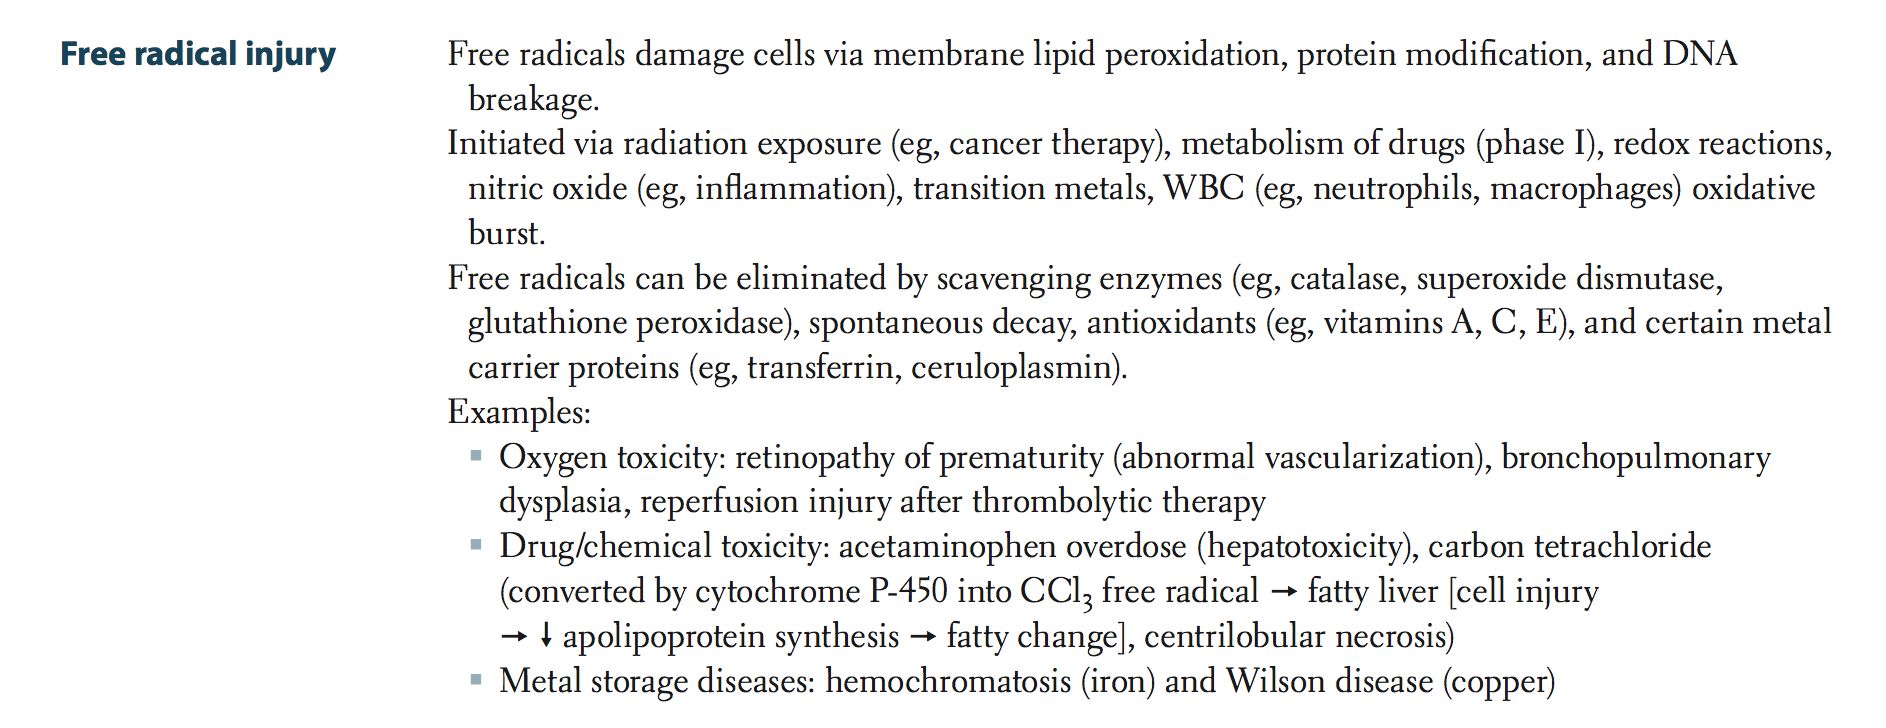 Free radical injury
Free radicals damage cells via membrane lipid peroxidation, protein modification, and DNA
breakage.
Initiated via radiation exposure (eg, cancer therapy), metabolism of drugs (phase I), redox reactions,
nitric oxide (eg, inflammation), transition metals, WBC (eg, neutrophils, macrophages) oxidative
burst.
Free radicals can be eliminated by scavenging enzymes (eg, catalase, superoxide dismutase,
glutathione peroxidase), spontaneous decay, antioxidants (eg, vitamins A, C, E), and certain metal
carrier proteins (eg, transferrin, ceruloplasmin).
Examples:
▪ Oxygen toxicity: retinopathy of prematurity (abnormal vascularization), bronchopulmonary
dysplasia, reperfusion injury after thrombolytic therapy
▪ Drug/chemical toxicity: acetaminophen overdose (hepatotoxicity), carbon tetrachloride
(converted by cytochrome P-450 into CCl₃ free radical → fatty liver [cell injury
→ ↓ apolipoprotein synthesis → fatty change], centrilobular necrosis)
▪ Metal storage diseases: hemochromatosis (iron) and Wilson disease (copper)